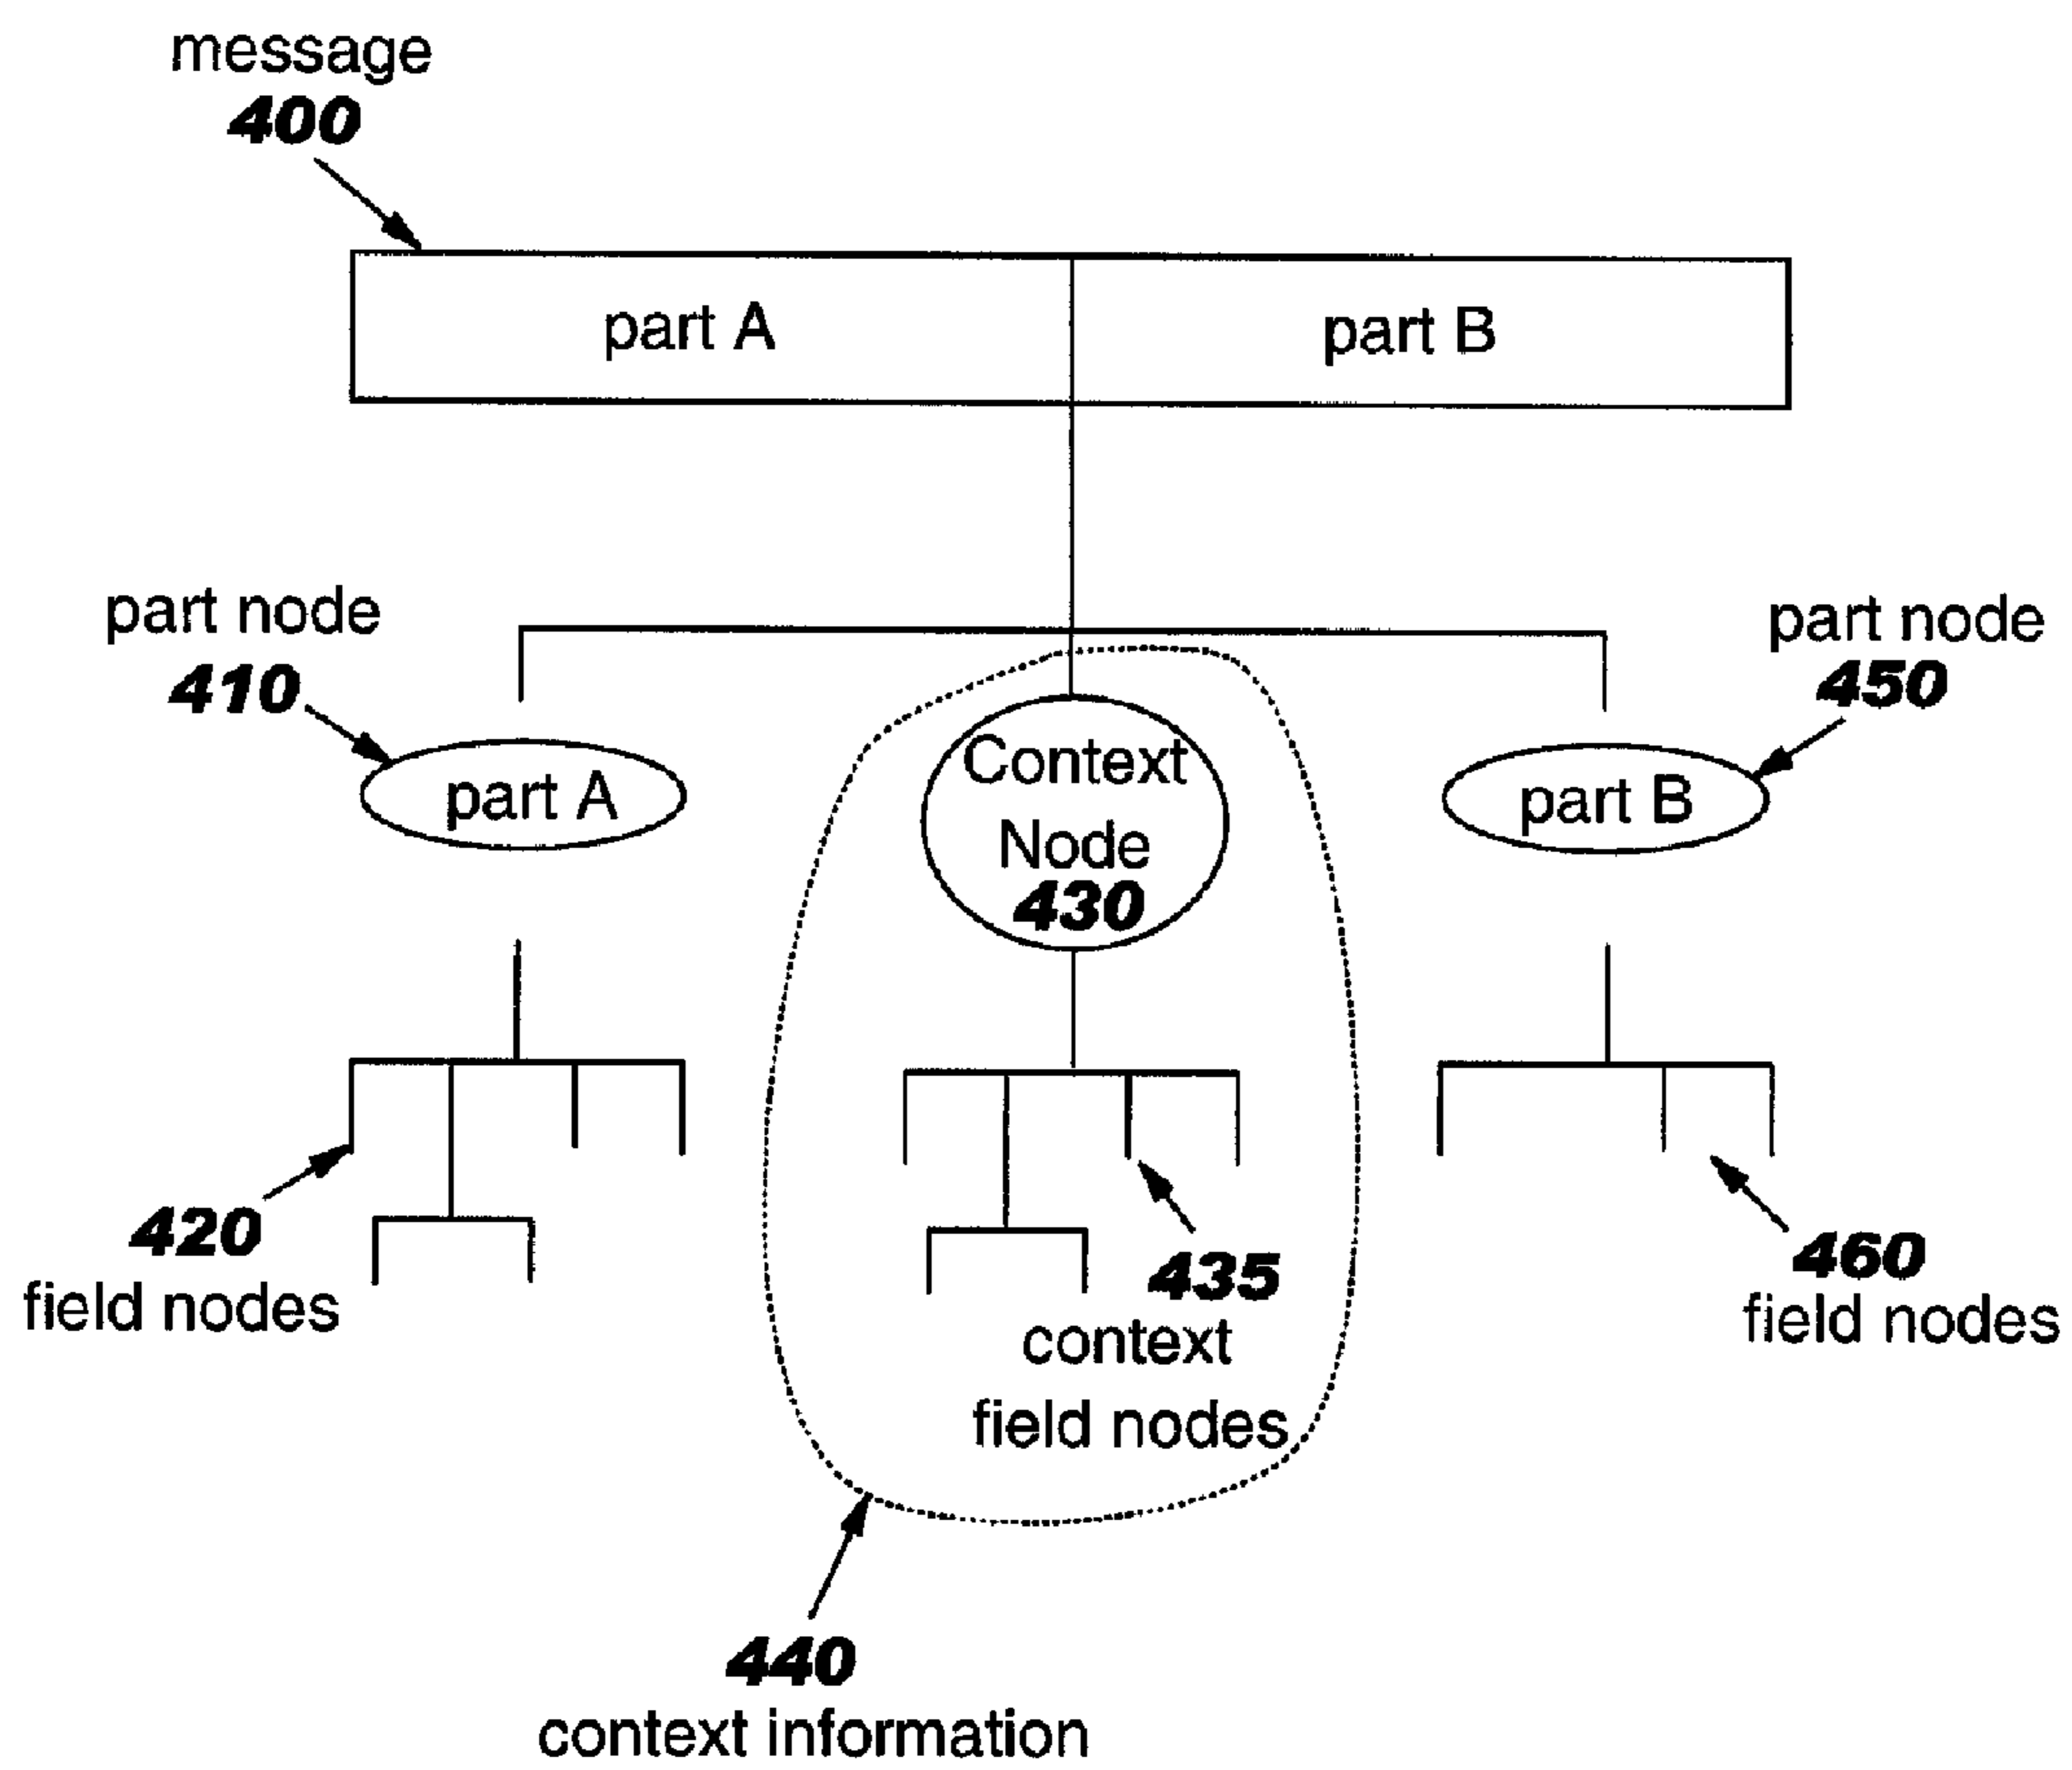 message
400
part A
part B
part node
410
part node
450
part A
Context
Node
430
part B
420
field nodes
435
context
field nodes
460
field nodes
440
context information